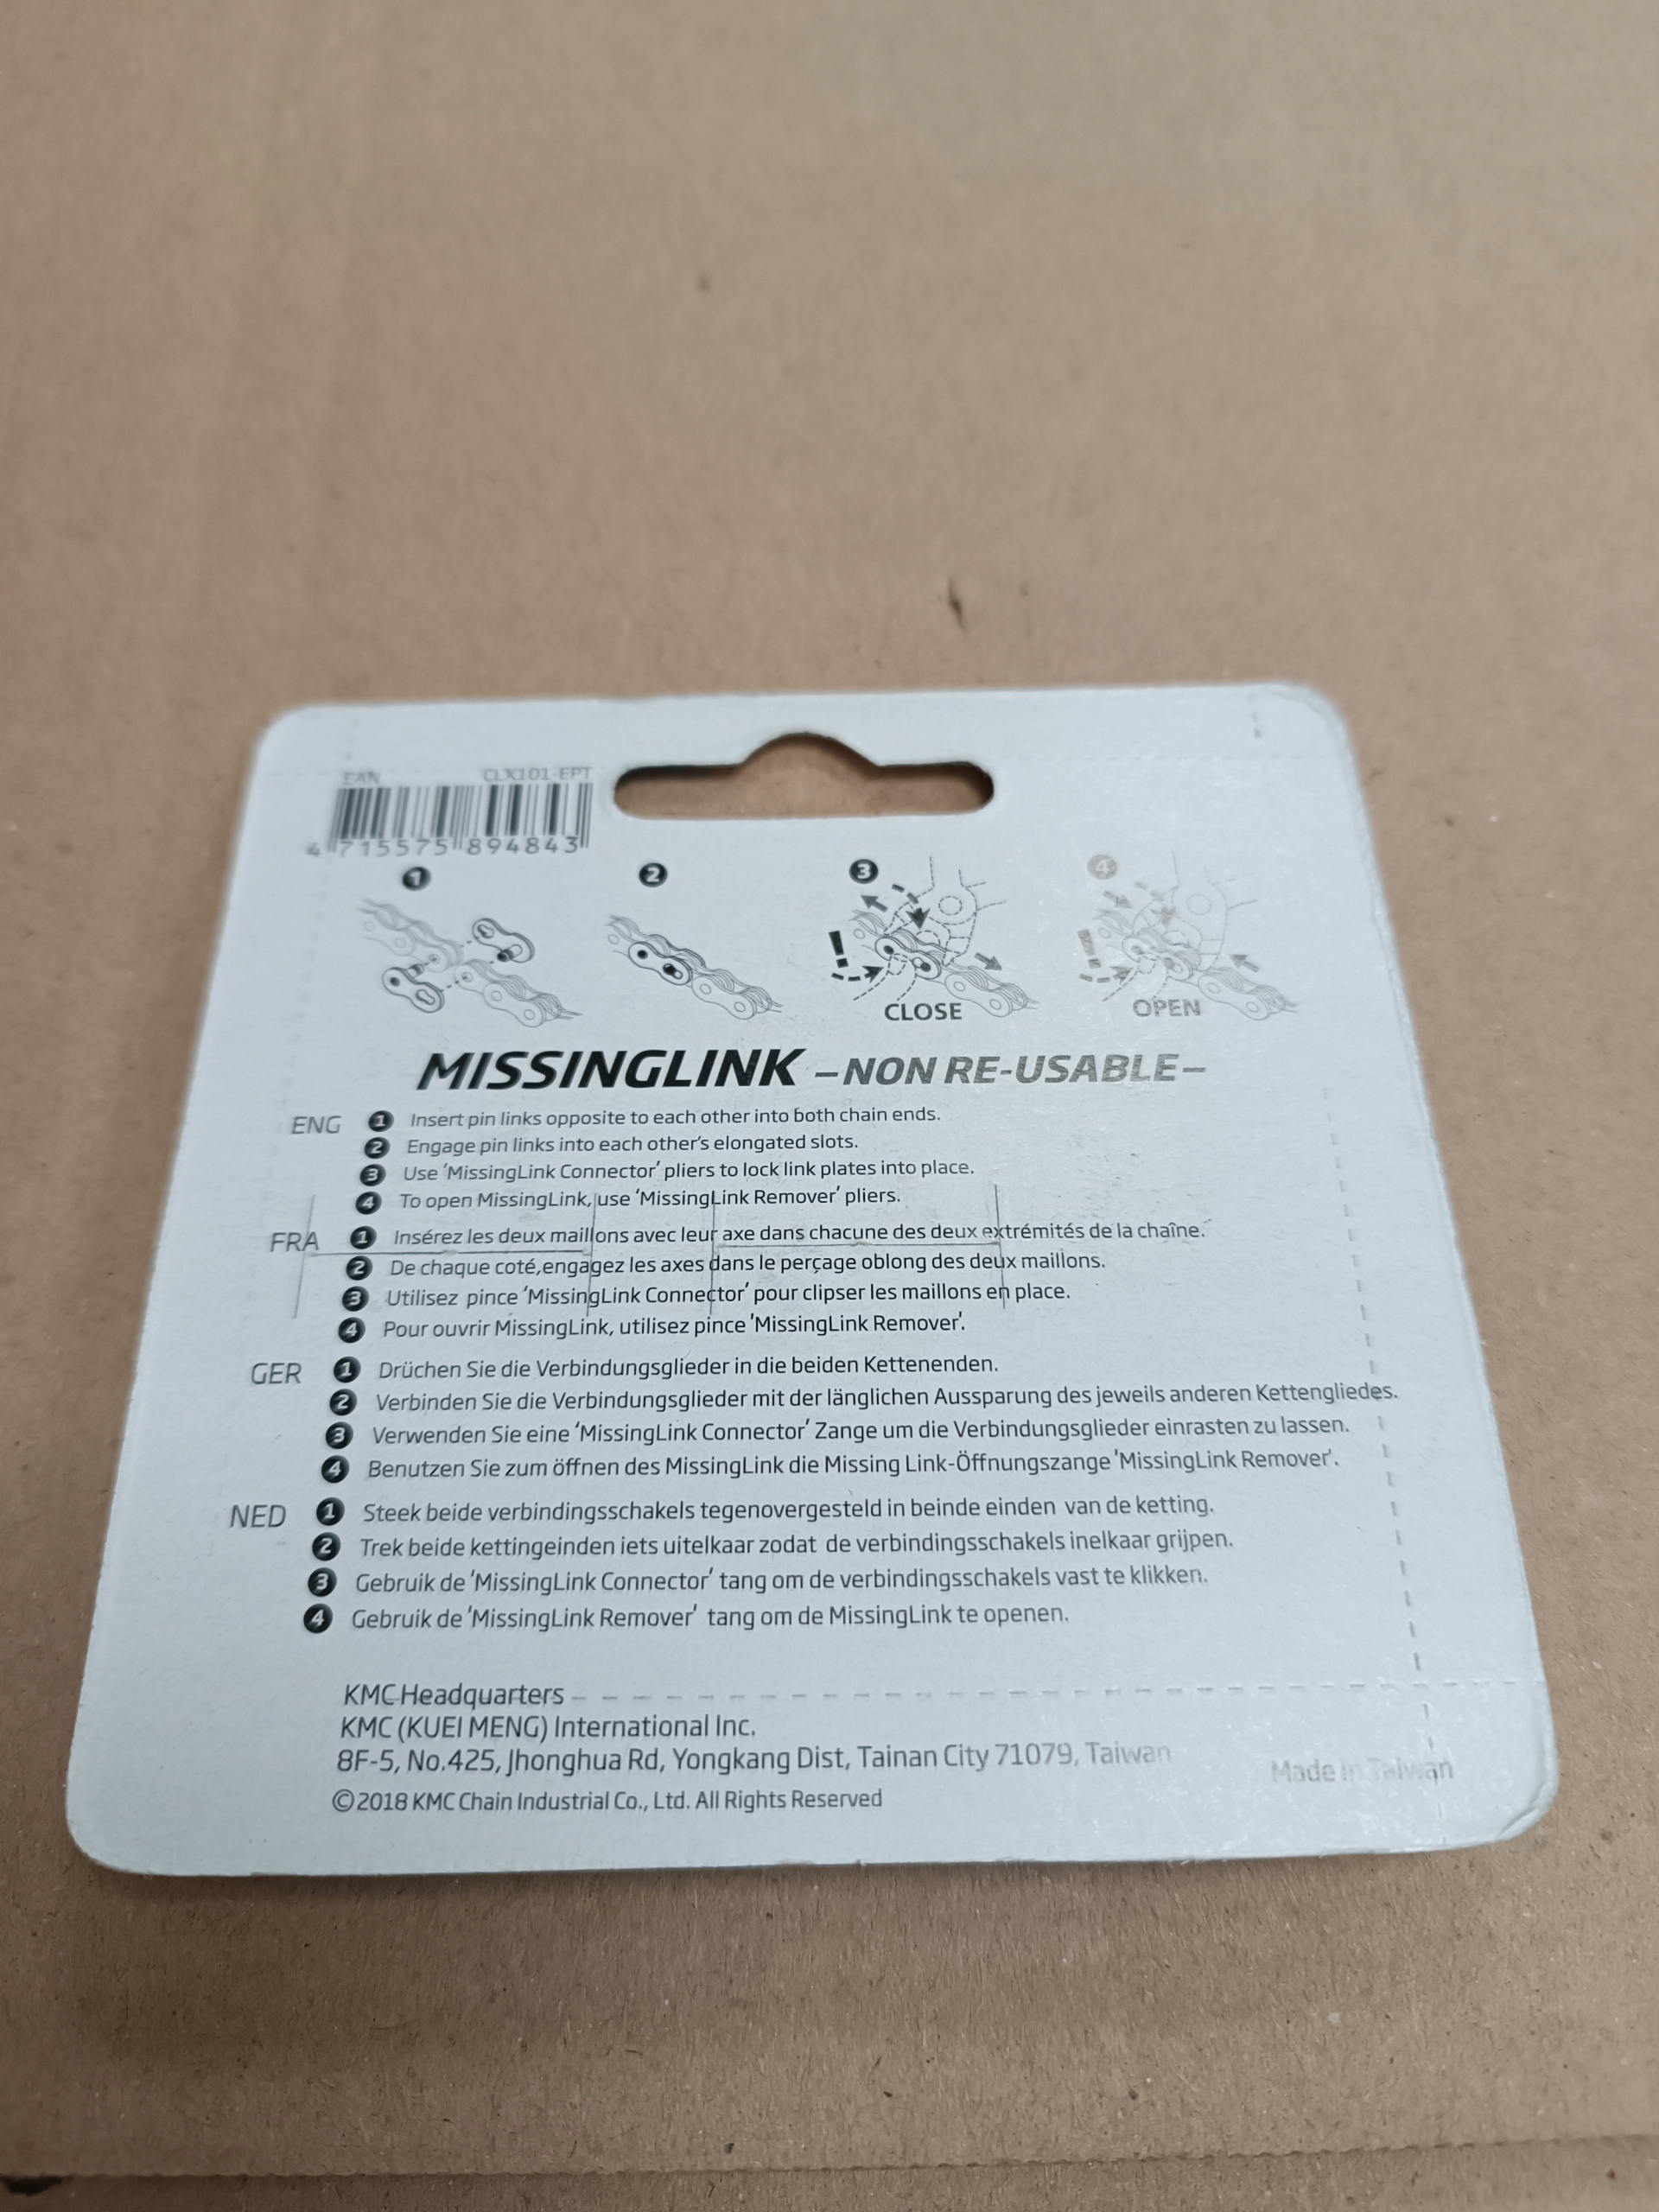 EAN CLX101-EPT
4 715575 894843
1 2 3 4
!
!
CLOSE
OPEN
MISSINGLINK –NON RE-USABLE–
ENG 1 Insert pin links opposite to each other into both chain ends.
2 Engage pin links into each other's elongated slots.
3 Use 'MissingLink Connector' pliers to lock link plates into place.
4 To open MissingLink, use 'MissingLink Remover' pliers.
FRA 1 Insérez les deux maillons avec leur axe dans chacune des deux extrémités de la chaîne.
2 De chaque coté,engagez les axes dans le perçage oblong des deux maillons.
3 Utilisez pince 'MissingLink Connector' pour clipser les maillons en place.
4 Pour ouvrir MissingLink, utilisez pince 'MissingLink Remover'.
GER 1 Drüchen Sie die Verbindungsglieder in die beiden Kettenenden.
2 Verbinden Sie die Verbindungsglieder mit der länglichen Aussparung des jeweils anderen Kettengliedes.
3 Verwenden Sie eine 'MissingLink Connector' Zange um die Verbindungsglieder einrasten zu lassen.
4 Benutzen Sie zum öffnen des MissingLink die Missing Link-Öffnungszange 'MissingLink Remover'.
NED 1 Steek beide verbindingsschakels tegenovergesteld in beinde einden van de ketting.
2 Trek beide kettingeinden iets uitelkaar zodat de verbindingsschakels inelkaar grijpen.
3 Gebruik de 'MissingLink Connector' tang om de verbindingsschakels vast te klikken.
4 Gebruik de 'MissingLink Remover' tang om de MissingLink te openen.
KMC Headquarters
KMC (KUEI MENG) International Inc.
8F-5, No.425, Jhonghua Rd, Yongkang Dist, Tainan City 71079, Taiwan
Made in Taiwan
©2018 KMC Chain Industrial Co., Ltd. All Rights Reserved